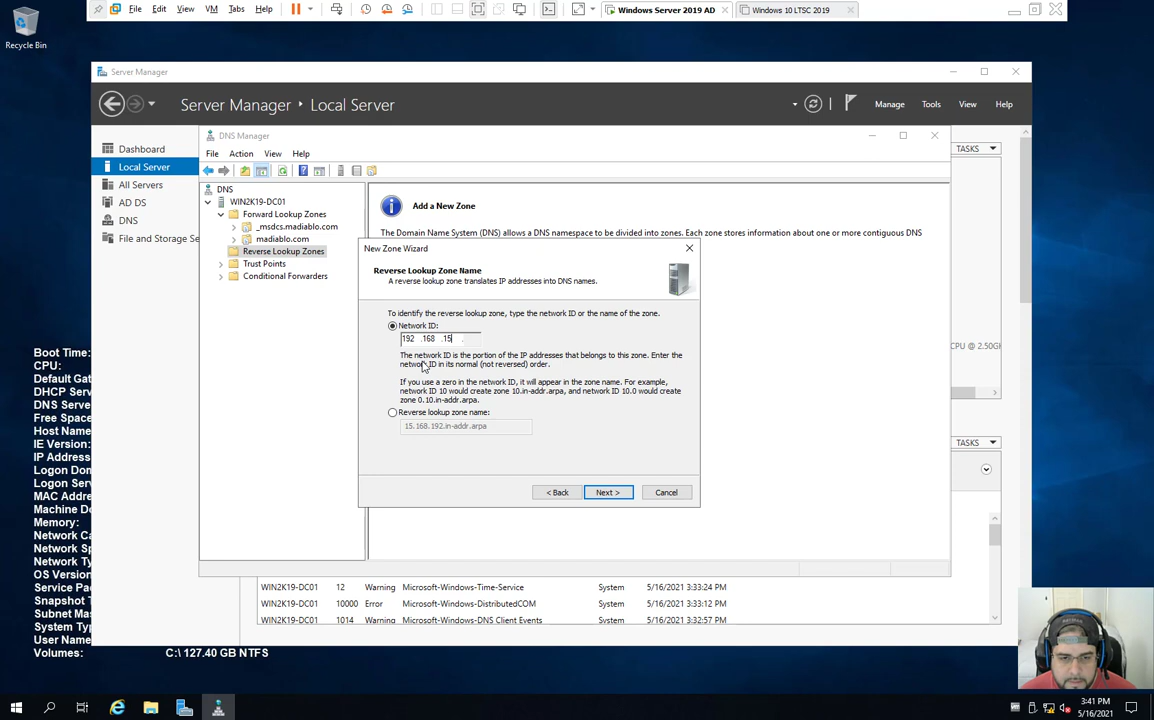 File Edit View VM Tabs Help
Windows Server 2019 AD
Windows 10 LTSC 2019
Recycle Bin
Server Manager
Server Manager • Local Server
Manage Tools View Help
Dashboard
Local Server
All Servers
AD DS
DNS
File and Storage Se
TASKS
DNS Manager
File Action View Help
DNS
WIN2K19-DC01
Forward Lookup Zones
_msdcs.madiablo.com
madiablo.com
Reverse Lookup Zones
Trust Points
Conditional Forwarders
Add a New Zone
The Domain Name System (DNS) allows a DNS namespace to be divided into zones. Each zone stores information about one or more contiguous DNS
New Zone Wizard
Reverse Lookup Zone Name
A reverse lookup zone translates IP addresses into DNS names.
To identify the reverse lookup zone, type the network ID or the name of the zone.
Network ID:
192 .168 .15 .
The network ID is the portion of the IP addresses that belongs to this zone. Enter the
network ID in its normal (not reversed) order.
If you use a zero in the network ID, it will appear in the zone name. For example,
network ID 10 would create zone 10.in-addr.arpa, and network ID 10.0 would create
zone 0.10.in-addr.arpa.
Reverse lookup zone name:
15.168.192.in-addr.arpa
< Back
Next >
Cancel
CPU @ 2.50G
TASKS
Boot Time:
CPU:
Default Gat
DHCP Server
DNS Serve
Free Space
Host Name
IE Version:
IP Address
Logon Don
Logon Serv
MAC Addre
Machine Do
Memory:
Network Ca
Network Sp
Network Ty
OS Version
Service Pac
Snapshot T
Subnet Mas
System Typ
User Name
Volumes: C:\ 127.40 GB NTFS
WIN2K19-DC01 12 Warning Microsoft-Windows-Time-Service System 5/16/2021 3:33:24 PM
WIN2K19-DC01 10000 Error Microsoft-Windows-DistributedCOM System 5/16/2021 3:33:12 PM
WIN2K19-DC01 1014 Warning Microsoft-Windows-DNS Client Events System 5/16/2021 3:32:57 PM
3:41 PM
5/16/2021